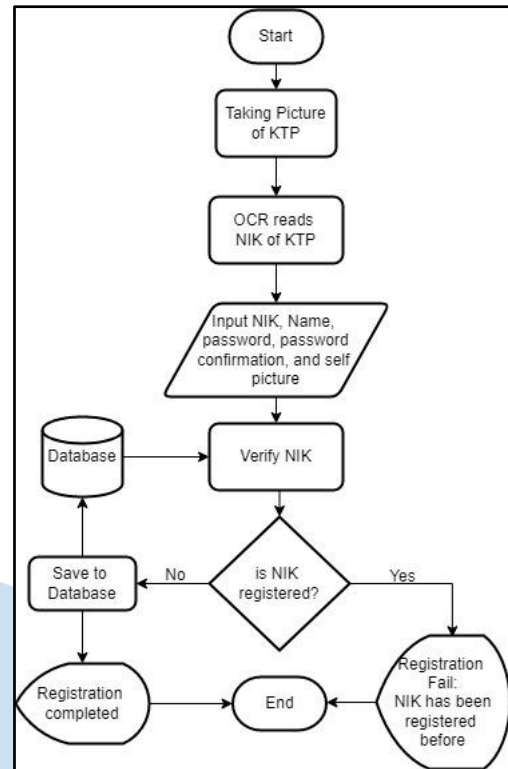 Start
Taking Picture
of KTP
OCR reads
NIK of KTP
Input NIK, Name,
password, password
confirmation, and self
picture
Database
Verify NIK
is NIK
registered?
No
Yes
Save to
Database
Registration
completed
End
Registration
Fail:
NIK has been
registered
before